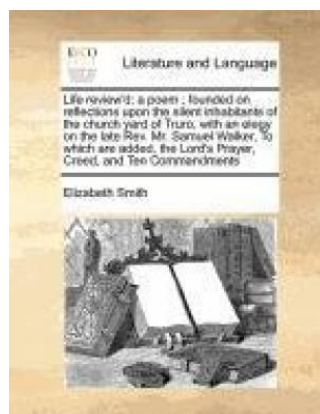 ECCO
Literature and Language
Life review'd: a poem ; founded on
reflections upon the silent inhabitants of
the church yard of Truro, with an elegy
on the late Rev. Mr. Samuel Walker, To
which are added, the Lord's Prayer,
Creed, and Ten Commandments
Elizabeth Smith